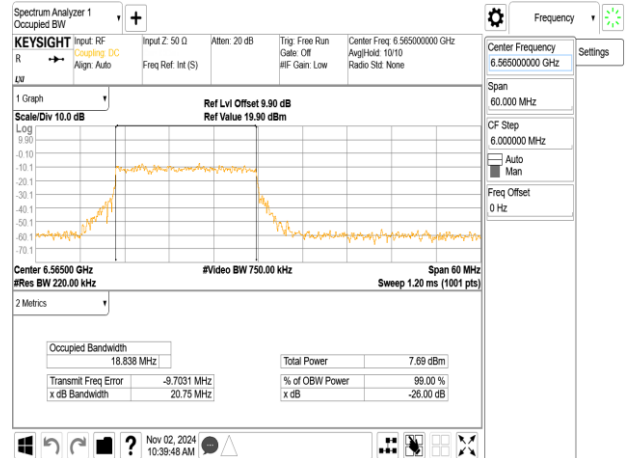 Spectrum Analyzer 1
Occupied BW
Frequency
KEYSIGHT
R
LXI
Input: RF
Coupling: DC
Align: Auto
Input Z: 50 Ω
Freq Ref: Int (S)
Atten: 20 dB
Trig: Free Run
Gate: Off
#IF Gain: Low
Center Freq: 6.565000000 GHz
Avg|Hold: 10/10
Radio Std: None
Center Frequency
6.565000000 GHz
Settings
Span
60.000 MHz
CF Step
6.000000 MHz
Auto
Man
Freq Offset
0 Hz
1 Graph
Scale/Div 10.0 dB
Ref Lvl Offset 9.90 dB
Ref Value 19.90 dBm
Log
9.90
-0.10
-10.1
-20.1
-30.1
-40.1
-50.1
-60.1
-70.1
Center 6.56500 GHz
#Video BW 750.00 kHz
Span 60 MHz
#Res BW 220.00 kHz
Sweep 1.20 ms (1001 pts)
2 Metrics
Occupied Bandwidth
18.838 MHz
Total Power 7.69 dBm
Transmit Freq Error -9.7031 MHz
% of OBW Power 99.00 %
x dB Bandwidth 20.75 MHz
x dB -26.00 dB
Nov 02, 2024
10:39:48 AM